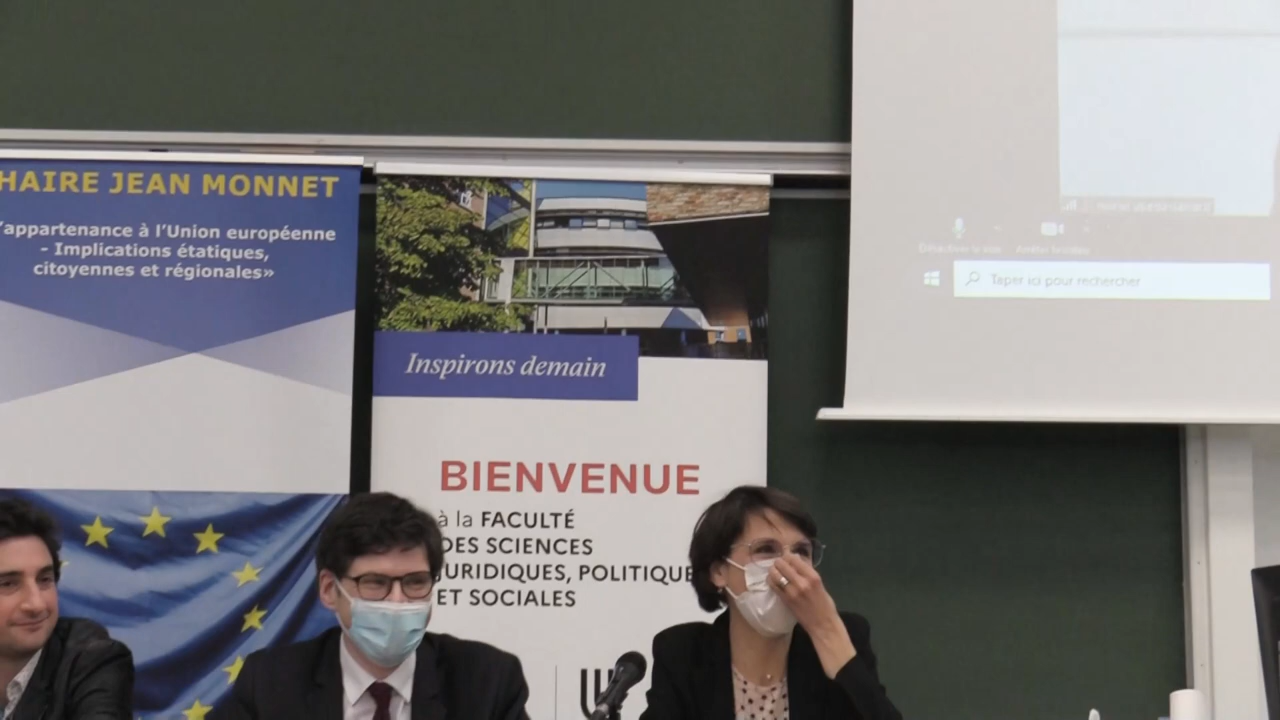 HAIRE JEAN MONNET
'appartenance à l'Union européenne
- Implications étatiques,
citoyennes et régionales»
Inspirons demain
BIENVENUE
à la FACULTÉ
DES SCIENCES
JURIDIQUES, POLITIQUE
ET SOCIALES
Taper ici pour rechercher